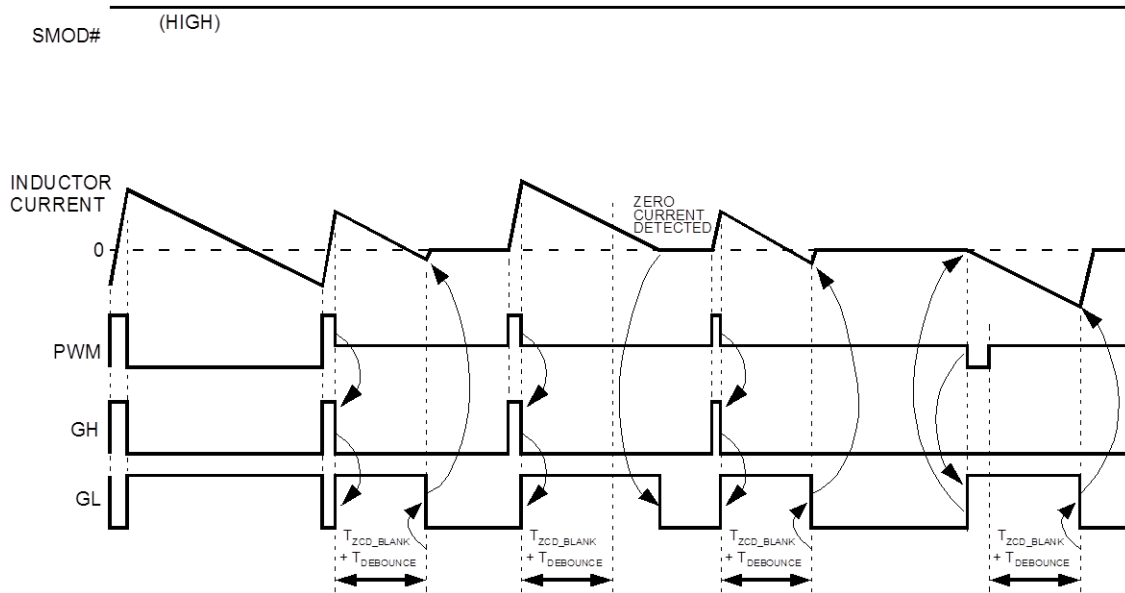 SMOD#
(HIGH)
INDUCTOR
CURRENT
0
ZERO
CURRENT
DETECTED
PWM
GH
GL
TZCD_BLANK
+ TDEBOUNCE
TZCD_BLANK
+ TDEBOUNCE
TZCD_BLANK
+ TDEBOUNCE
TZCD_BLANK
+ TDEBOUNCE